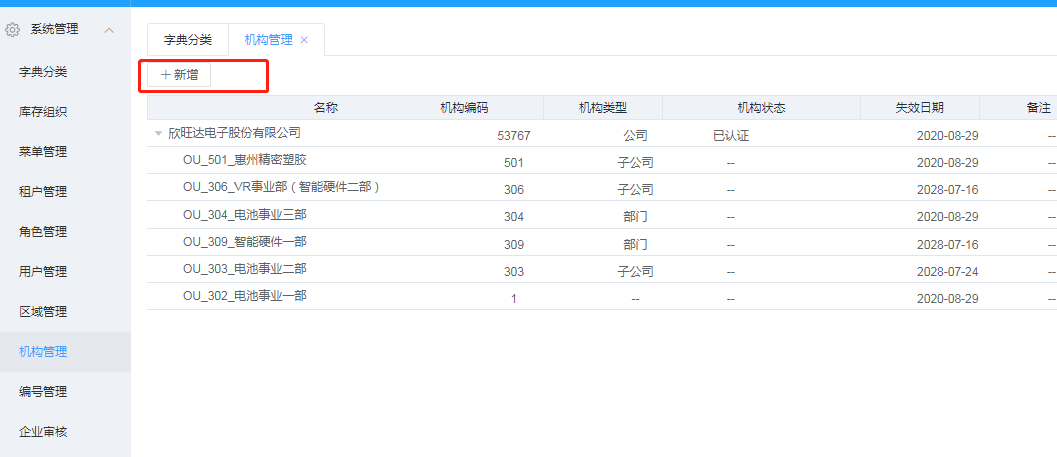 系统管理
字典分类
库存组织
菜单管理
租户管理
角色管理
用户管理
区域管理
机构管理
编号管理
企业审核
字典分类 机构管理 ×
+ 新增
名称 机构编码 机构类型 机构状态 失效日期 备注
欣旺达电子股份有限公司 53767 公司 已认证 2020-08-29 --
OU_501_惠州精密塑胶 501 子公司 -- 2020-08-29 --
OU_306_VR事业部（智能硬件二部） 306 子公司 -- 2028-07-16 --
OU_304_电池事业三部 304 部门 -- 2020-08-29 --
OU_309_智能硬件一部 309 部门 -- 2028-07-16 --
OU_303_电池事业二部 303 子公司 -- 2028-07-24 --
OU_302_电池事业一部 1 -- -- 2020-08-29 --